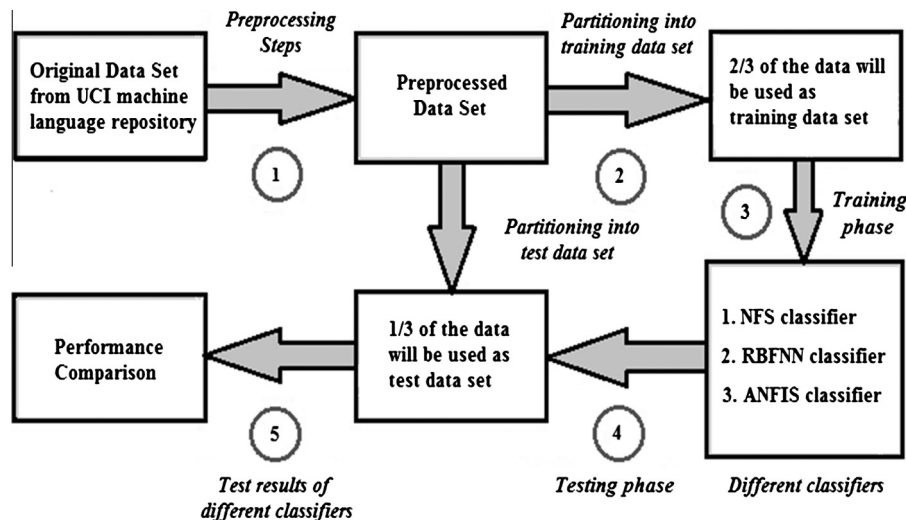 Preprocessing
Steps
Partitioning into
training data set
Original Data Set
from UCI machine
language repository
Preprocessed
Data Set
2/3 of the data will
be used as
training data set
1
2
3
Training
phase
Partitioning into
test data set
Performance
Comparison
1/3 of the data
will be used as
test data set
1. NFS classifier
2. RBFNN classifier
3. ANFIS classifier
5
4
Test results of
different classifiers
Testing phase
Different classifiers